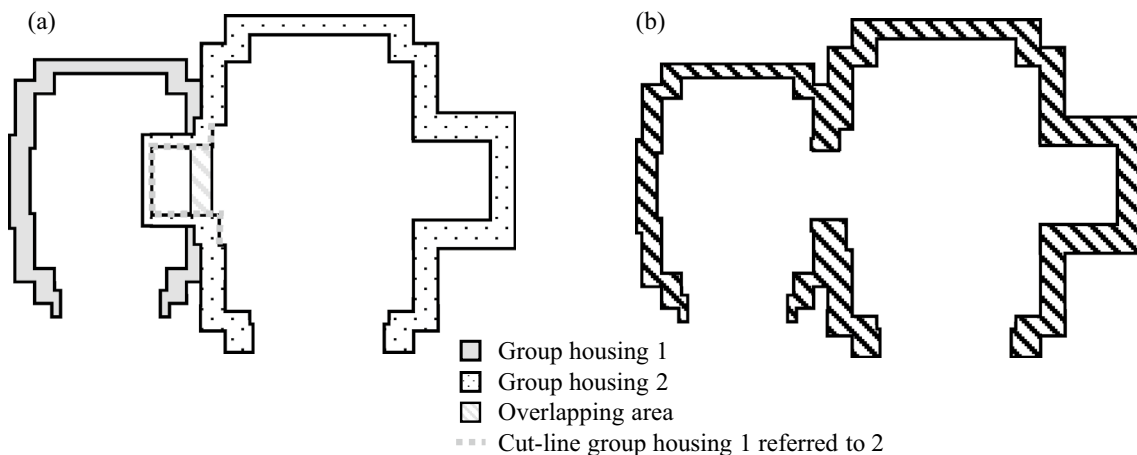 (a)
(b)
Group housing 1
Group housing 2
Overlapping area
Cut-line group housing 1 referred to 2